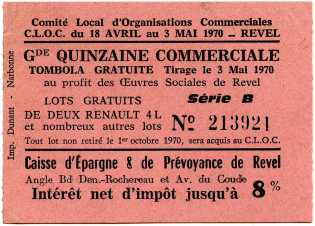 Comité Local d'Organisations Commerciales
C.L.O.C. du 18 AVRIL au 3 MAI 1970 — REVEL
Gde QUINZAINE COMMERCIALE
TOMBOLA GRATUITE Tirage le 3 Mai 1970
au profit des Œuvres Sociales de Revel
LOTS GRATUITS
DE DEUX RENAULT 4 L
et nombreux autres lots
Série B
No 213921
Tout lot non retiré le 1er octobre 1970, sera acquis au C.L.O.C.
Caisse d'Épargne & de Prévoyance de Revel
Angle Bd Den.-Rochereau et Av. du Coude
Intérêt net d'impôt jusqu'à 8 %
Imp. Dunant - Narbonne